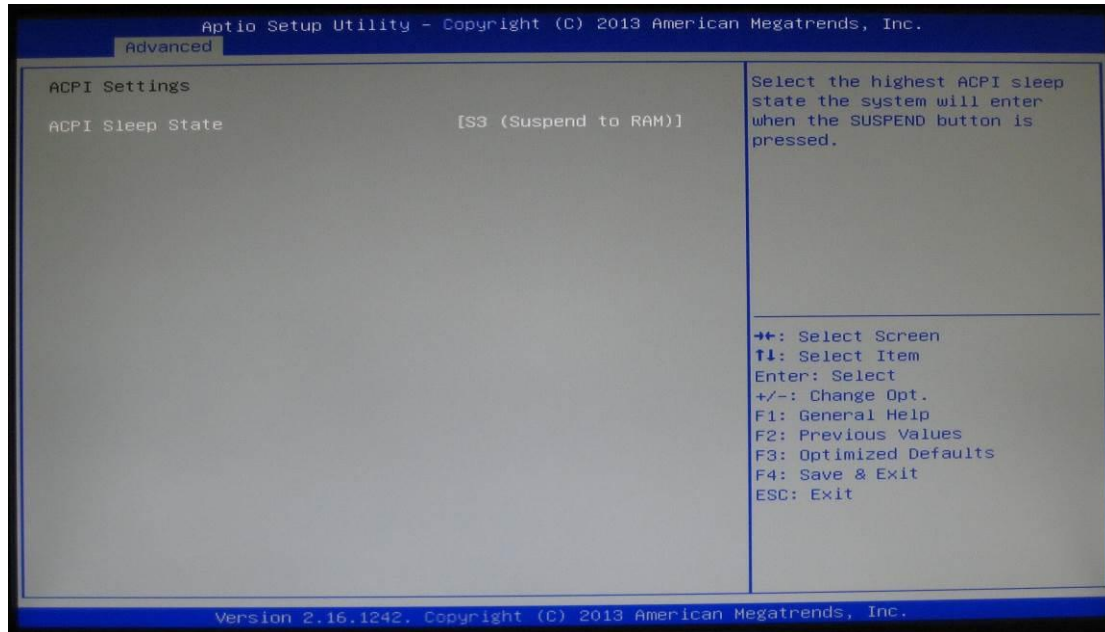 Aptio Setup Utility – Copyright (C) 2013 American Megatrends, Inc.
Advanced
ACPI Settings
ACPI Sleep State [S3 (Suspend to RAM)]
Select the highest ACPI sleep
state the system will enter
when the SUSPEND button is
pressed.
→←: Select Screen
↑↓: Select Item
Enter: Select
+/-: Change Opt.
F1: General Help
F2: Previous Values
F3: Optimized Defaults
F4: Save & Exit
ESC: Exit
Version 2.16.1242. Copyright (C) 2013 American Megatrends, Inc.